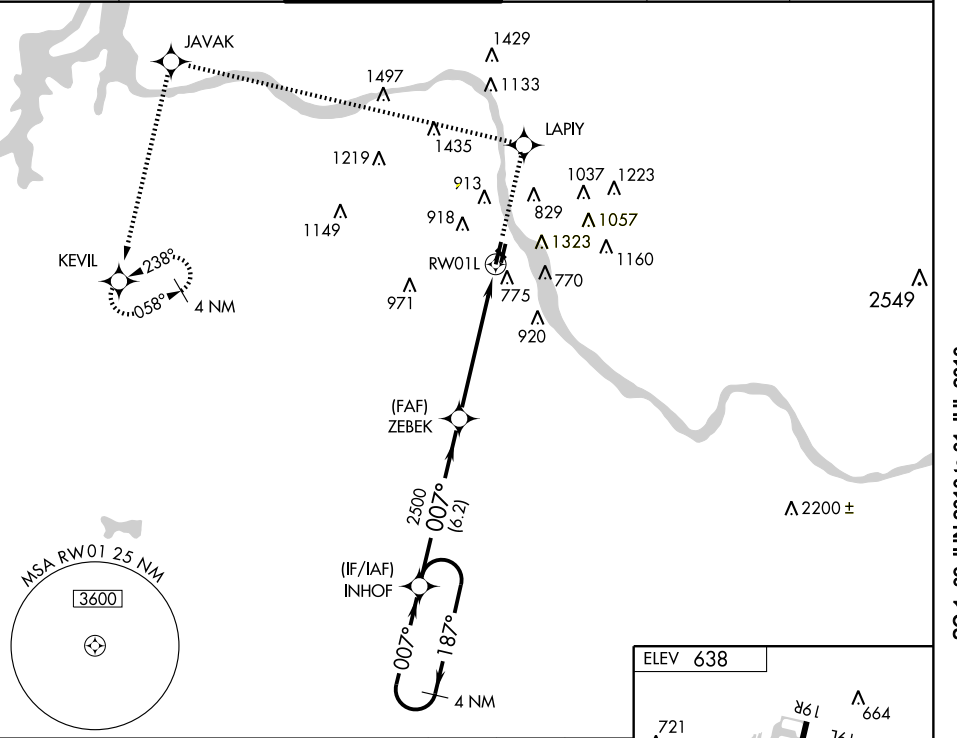 JAVAK
1429
1497
1133
LAPIY
1435
1219
913
1037
1223
829
1057
1149
918
1323
1160
KEVIL
238°
RW01L
058°
4 NM
971
775
770
2549
920
(FAF)
ZEBEK
2500
007°
(6.2)
2200 ±
MSA RW01 25 NM
3600
(IF/IAF)
INHOF
007°
187°
4 NM
ELEV 638
19R
664
721
19L